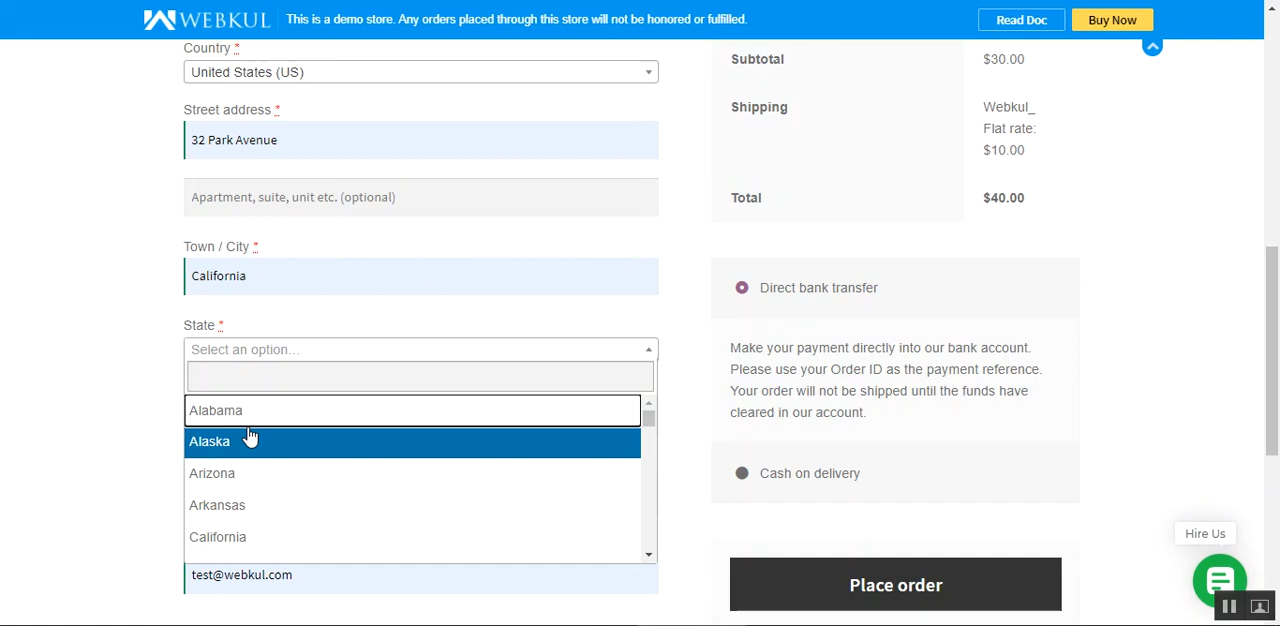 WEBKUL
This is a demo store. Any orders placed through this store will not be honored or fulfilled.
Read Doc
Buy Now
Country *
United States (US)
Street address *
32 Park Avenue
Apartment, suite, unit etc. (optional)
Town / City *
California
State *
Select an option...
Alabama
Alaska
Arizona
Arkansas
California
test@webkul.com
Subtotal
$30.00
Shipping
Webkul_
Flat rate:
$10.00
Total
$40.00
Direct bank transfer
Make your payment directly into our bank account.
Please use your Order ID as the payment reference.
Your order will not be shipped until the funds have
cleared in our account.
Cash on delivery
Place order
Hire Us